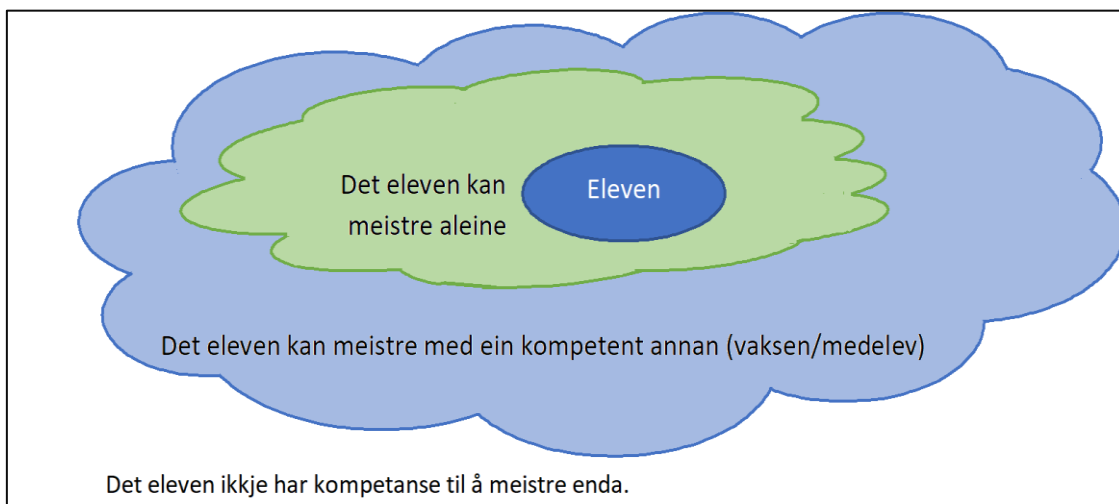 Eleven
Det eleven kan
meistre aleine
Det eleven kan meistre med ein kompetent annan (vaksen/medelev)
Det eleven ikkje har kompetanse til å meistre enda.